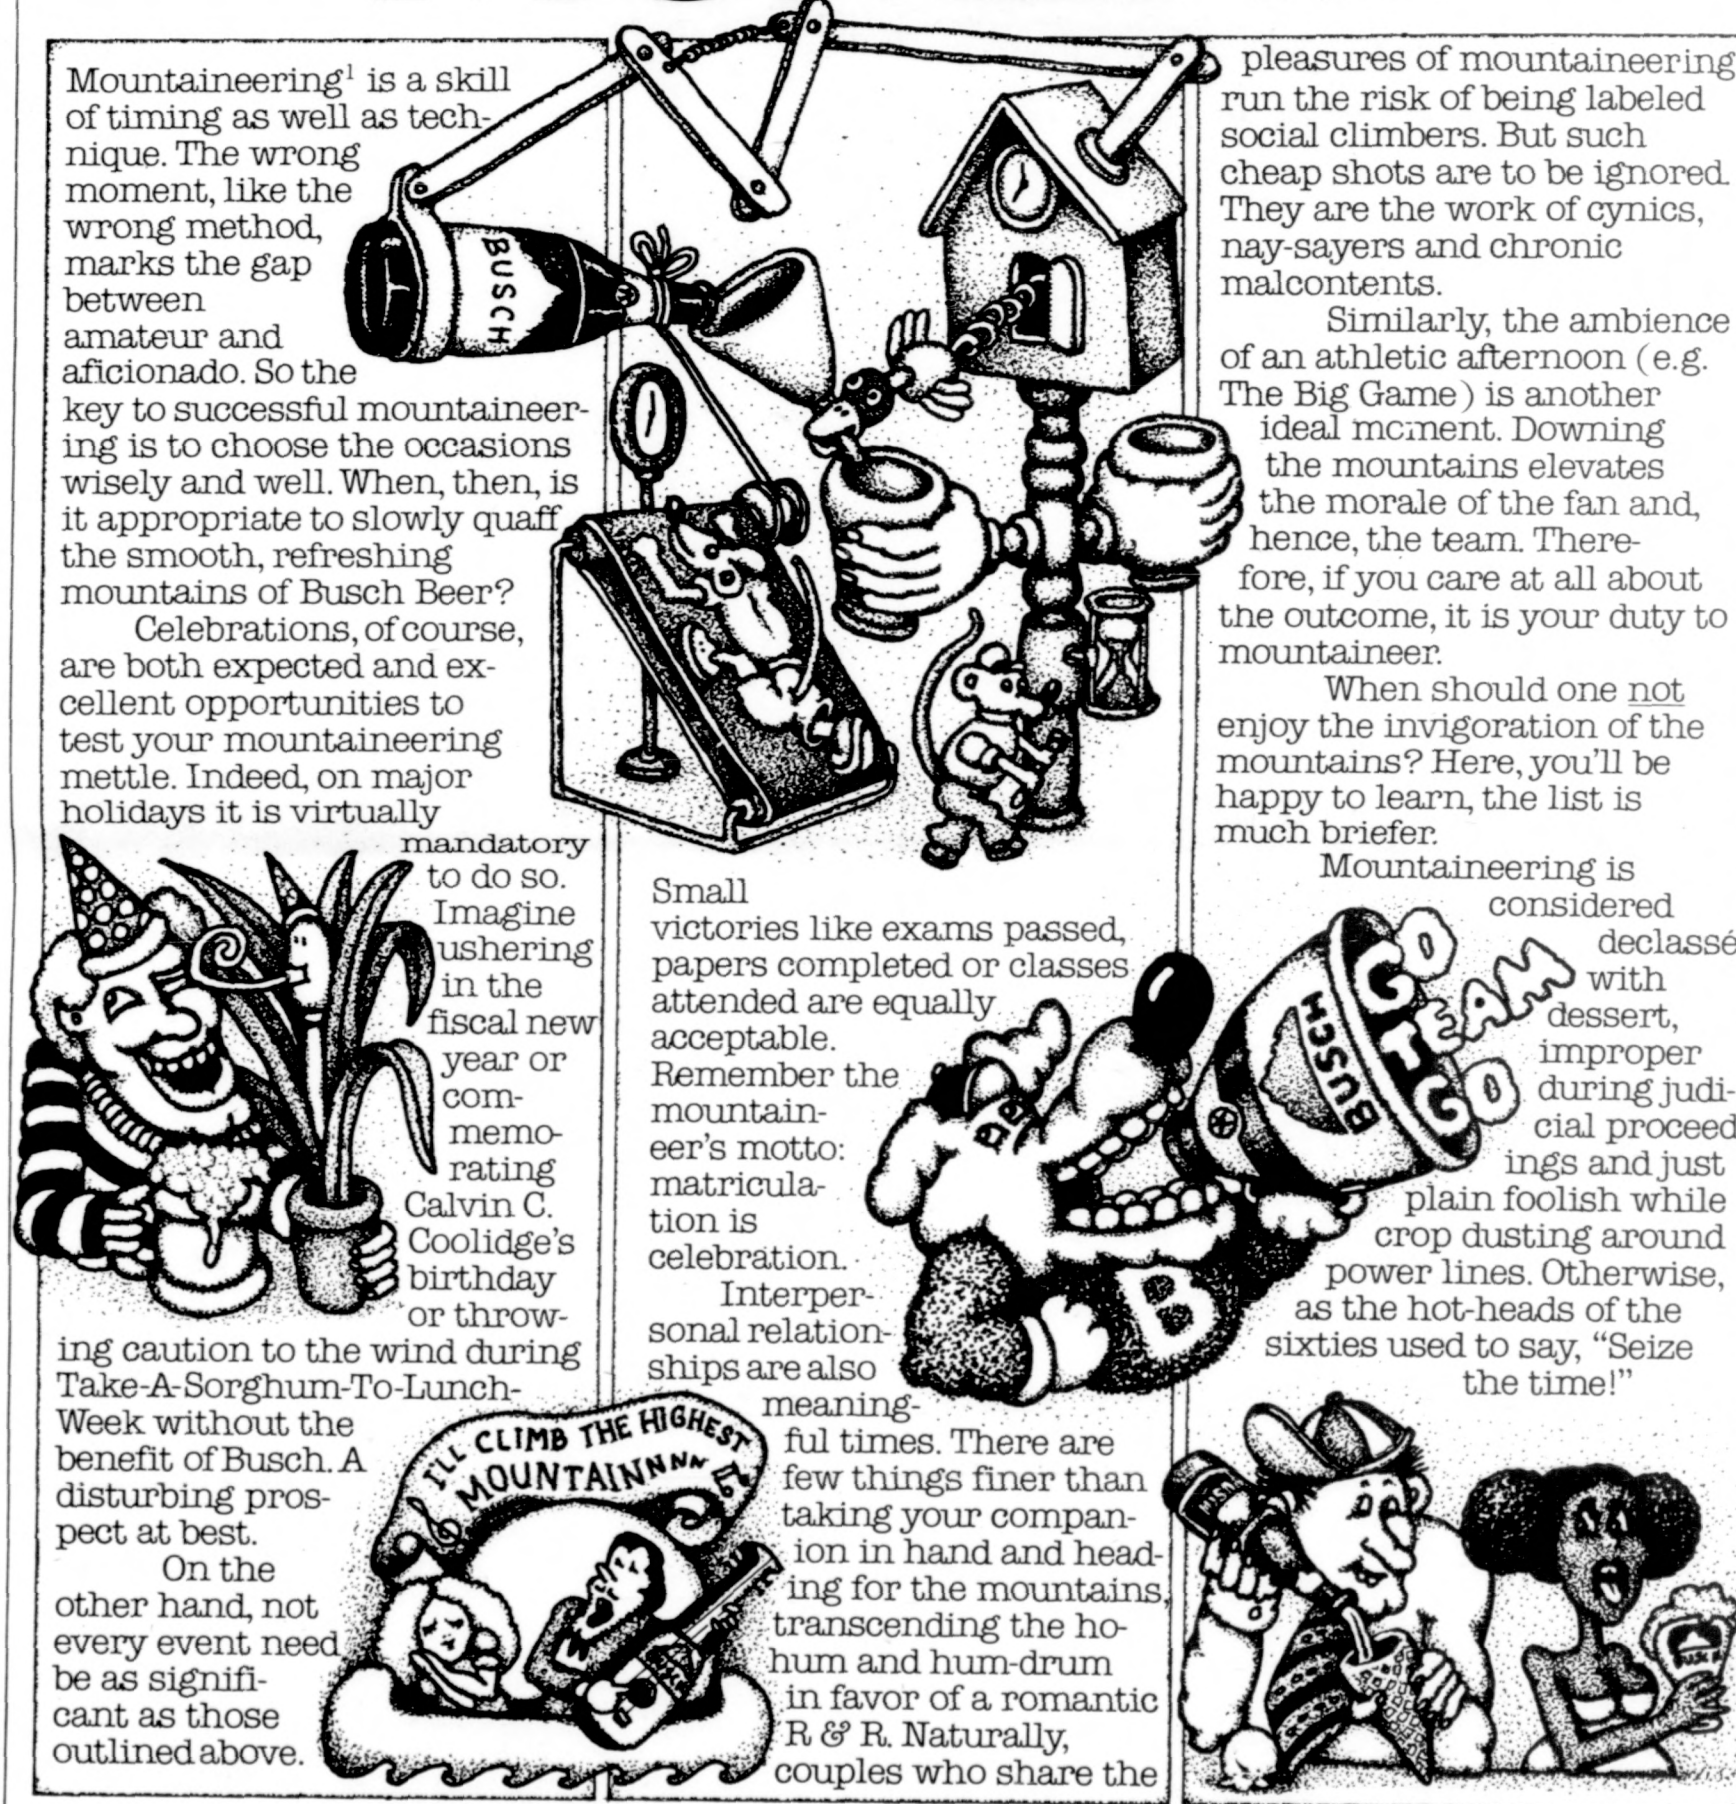 Mountaineering¹ is a skill
of timing as well as tech-
nique. The wrong
moment, like the
wrong method,
marks the gap
between
amateur and
aficionado. So the
key to successful mountaineer-
ing is to choose the occasions
wisely and well. When, then, is
it appropriate to slowly quaff
the smooth, refreshing
mountains of Busch Beer?
Celebrations, of course,
are both expected and ex-
cellent opportunities to
test your mountaineering
mettle. Indeed, on major
holidays it is virtually
mandatory
to do so.
Imagine
ushering
in the
fiscal new
year or
com-
memo-
rating
Calvin C.
Coolidge's
birthday
or throw-
ing caution to the wind during
Take-A-Sorghum-To-Lunch-
Week without the
benefit of Busch. A
disturbing pros-
pect at best.
On the
other hand, not
every event need
be as signifi-
cant as those
outlined above.
BUSCH
Small
victories like exams passed,
papers completed or classes
attended are equally
acceptable.
Remember the
mountain-
eer's motto:
matricula-
tion is
celebration.
Interper-
sonal relation-
ships are also
meaning-
ful times. There are
few things finer than
taking your compan-
ion in hand and head-
ing for the mountains,
transcending the ho-
hum and hum-drum
in favor of a romantic
R & R. Naturally,
couples who share the
I'LL CLIMB THE HIGHEST
MOUNTAINNNN
pleasures of mountaineering
run the risk of being labeled
social climbers. But such
cheap shots are to be ignored.
They are the work of cynics,
nay-sayers and chronic
malcontents.
Similarly, the ambience
of an athletic afternoon (e.g.
The Big Game) is another
ideal moment. Downing
the mountains elevates
the morale of the fan and,
hence, the team. There-
fore, if you care at all about
the outcome, it is your duty to
mountaineer.
When should one not
enjoy the invigoration of the
mountains? Here, you'll be
happy to learn, the list is
much briefer.
Mountaineering is
considered
declassé
with
dessert,
improper
during judi-
cial proceed
ings and just
plain foolish while
crop dusting around
power lines. Otherwise,
as the hot-heads of the
sixties used to say, “Seize
the time!”
BUSCH
GO
TEAM
GO
B
BUSCH